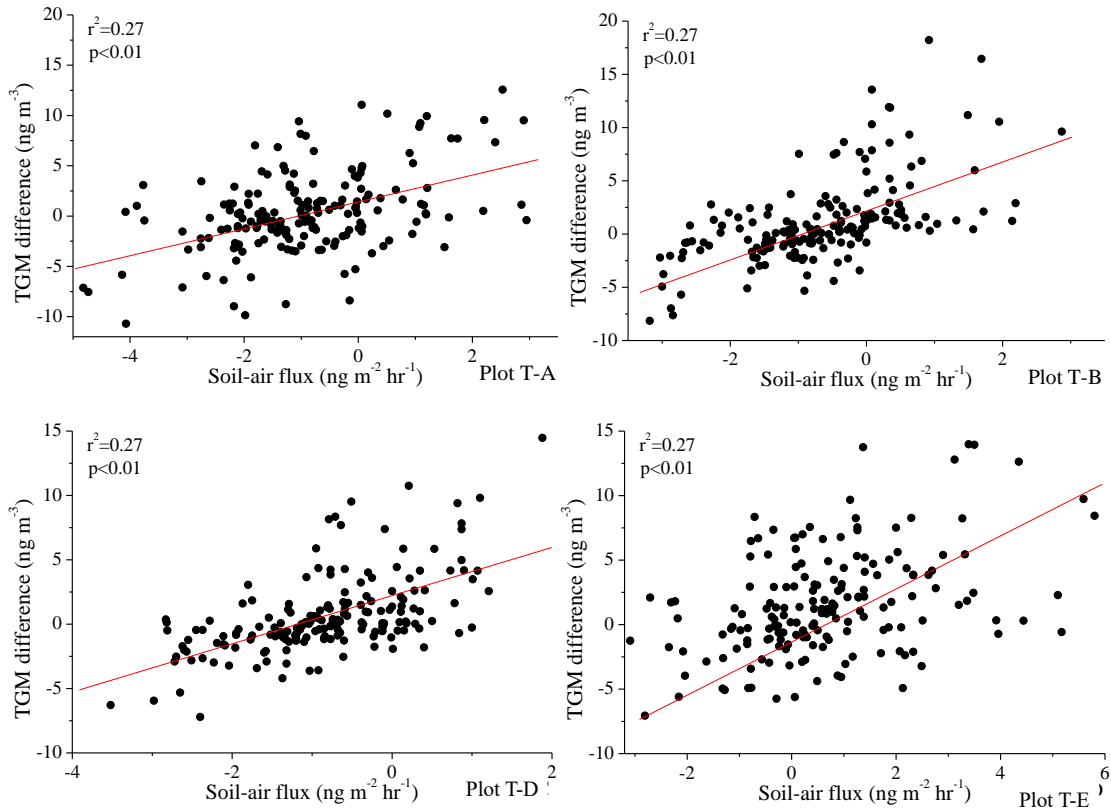 r²=0.27
p<0.01
TGM difference (ng m⁻³)
20
15
10
5
0
-5
-10
-4
-2
0
2
Soil-air flux (ng m⁻² hr⁻¹)
Plot T-A
r²=0.27
p<0.01
TGM difference (ng m⁻³)
20
15
10
5
0
-5
-10
-2
0
2
Soil-air flux (ng m⁻² hr⁻¹)
Plot T-B
r²=0.27
p<0.01
TGM difference (ng m⁻³)
15
10
5
0
-5
-10
-4
-2
0
2
Soil-air flux (ng m⁻² hr⁻¹)
Plot T-D
r²=0.27
p<0.01
TGM difference (ng m⁻³)
15
10
5
0
-5
-10
-2
0
2
4
6
Soil-air flux (ng m⁻² hr⁻¹)
Plot T-E